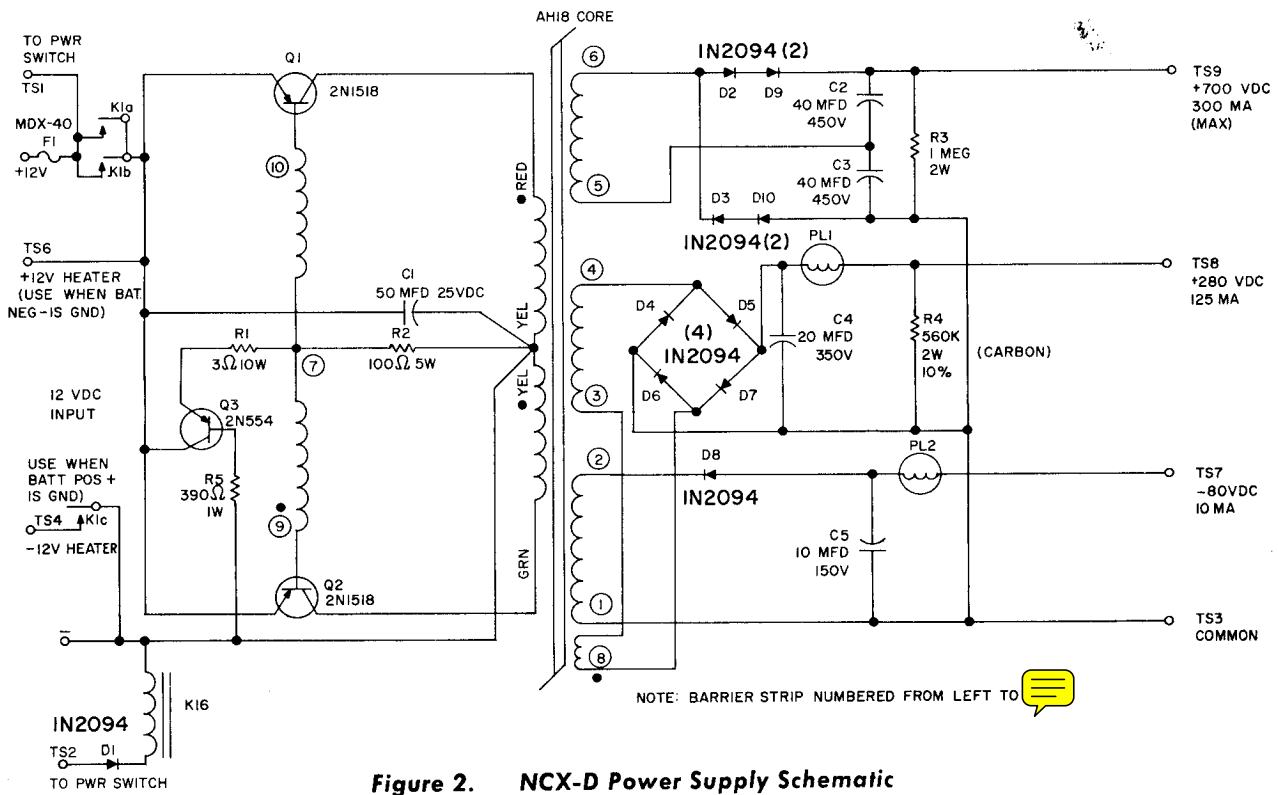 AH18 CORE
TO PWR
SWITCH
TS1
MDX-40
F1
+12V
K1a
K1b
Q1
2N1518
10
RED
6
5
1N2094 (2)
D2
D9
C2
40 MFD
450V
C3
40 MFD
450V
R3
1 MEG
2W
TS9
+700 VDC
300 MA
(MAX)
D3
D10
1N2094 (2)
TS6
+12V HEATER
(USE WHEN BAT.
NEG-IS GND)
C1
50 MFD 25VDC
YEL
R1
3Ω 10W
7
R2
100Ω 5W
YEL
4
3
D4
D5
(4)
1N2094
D6
D7
PL1
C4
20 MFD
350V
R4
560K
2W
10%
(CARBON)
TS8
+280 VDC
125 MA
12 VDC
INPUT
Q3
2N554
USE WHEN
BATT POS +
IS GND)
TS4
K1c
-12V HEATER
R5
390Ω
1W
9
Q2
2N1518
GRN
2
1
8
D8
1N2094
PL2
C5
10 MFD
150V
TS7
-80VDC
10 MA
TS3
COMMON
–
K16
1N2094
TS2
D1
TO PWR SWITCH
NOTE: BARRIER STRIP NUMBERED FROM LEFT TO
Figure 2. NCX-D Power Supply Schematic